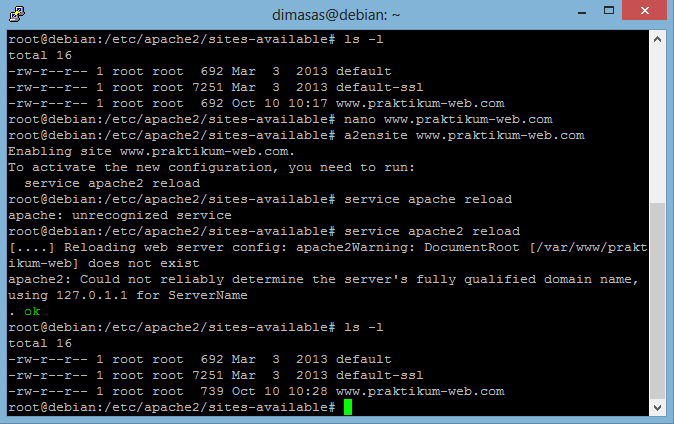 dimasas@debian: ~
root@debian:/etc/apache2/sites-available# ls -l
total 16
-rw-r--r-- 1 root root  692 Mar  3  2013 default
-rw-r--r-- 1 root root 7251 Mar  3  2013 default-ssl
-rw-r--r-- 1 root root  692 Oct 10 10:17 www.praktikum-web.com
root@debian:/etc/apache2/sites-available# nano www.praktikum-web.com
root@debian:/etc/apache2/sites-available# a2ensite www.praktikum-web.com
Enabling site www.praktikum-web.com.
To activate the new configuration, you need to run:
  service apache2 reload
root@debian:/etc/apache2/sites-available# service apache reload
apache: unrecognized service
root@debian:/etc/apache2/sites-available# service apache2 reload
[....] Reloading web server config: apache2Warning: DocumentRoot [/var/www/prakt
ikum-web] does not exist
apache2: Could not reliably determine the server's fully qualified domain name,
using 127.0.1.1 for ServerName
. ok
root@debian:/etc/apache2/sites-available# ls -l
total 16
-rw-r--r-- 1 root root  692 Mar  3  2013 default
-rw-r--r-- 1 root root 7251 Mar  3  2013 default-ssl
-rw-r--r-- 1 root root  739 Oct 10 10:28 www.praktikum-web.com
root@debian:/etc/apache2/sites-available#